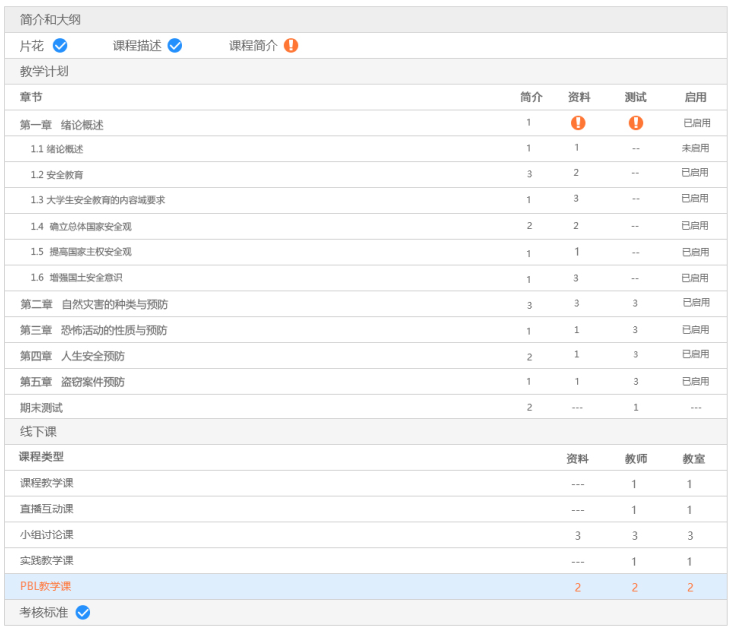 简介和大纲
片花 课程描述 课程简介
教学计划
章节 简介 资料 测试 启用
第一章 绪论概述 1 已启用
1.1 绪论概述 1 1 -- 未启用
1.2 安全教育 3 2 -- 已启用
1.3 大学生安全教育的内容域要求 1 3 -- 已启用
1.4 确立总体国家安全观 2 2 -- 已启用
1.5 提高国家主权安全观 1 1 -- 已启用
1.6 增强国土安全意识 1 3 -- 已启用
第二章 自然灾害的种类与预防 3 3 3 已启用
第三章 恐怖活动的性质与预防 1 1 3 已启用
第四章 人生安全预防 2 1 3 已启用
第五章 盗窃案件预防 1 1 3 已启用
期末测试 2 --- 1 ---
线下课
课程类型 资料 教师 教室
课程教学课 --- 1 1
直播互动课 --- 1 1
小组讨论课 3 3 3
实践教学课 --- 1 1
PBL教学课 2 2 2
考核标准